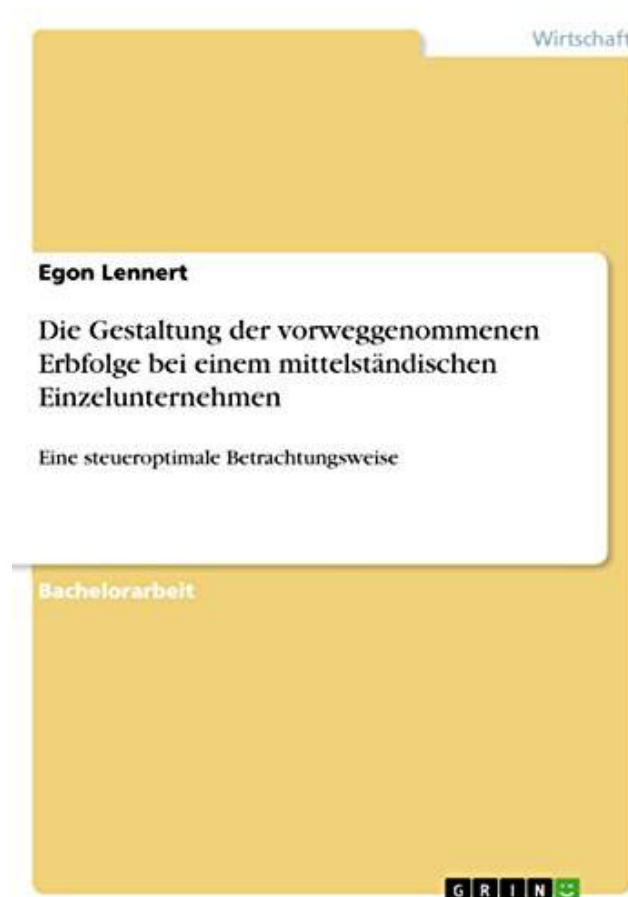 Wirtschaft
Egon Lennert
Die Gestaltung der vorweggenommenen
Erbfolge bei einem mittelständischen
Einzelunternehmen
Eine steueroptimale Betrachtungsweise
Bachelorarbeit
GRIN